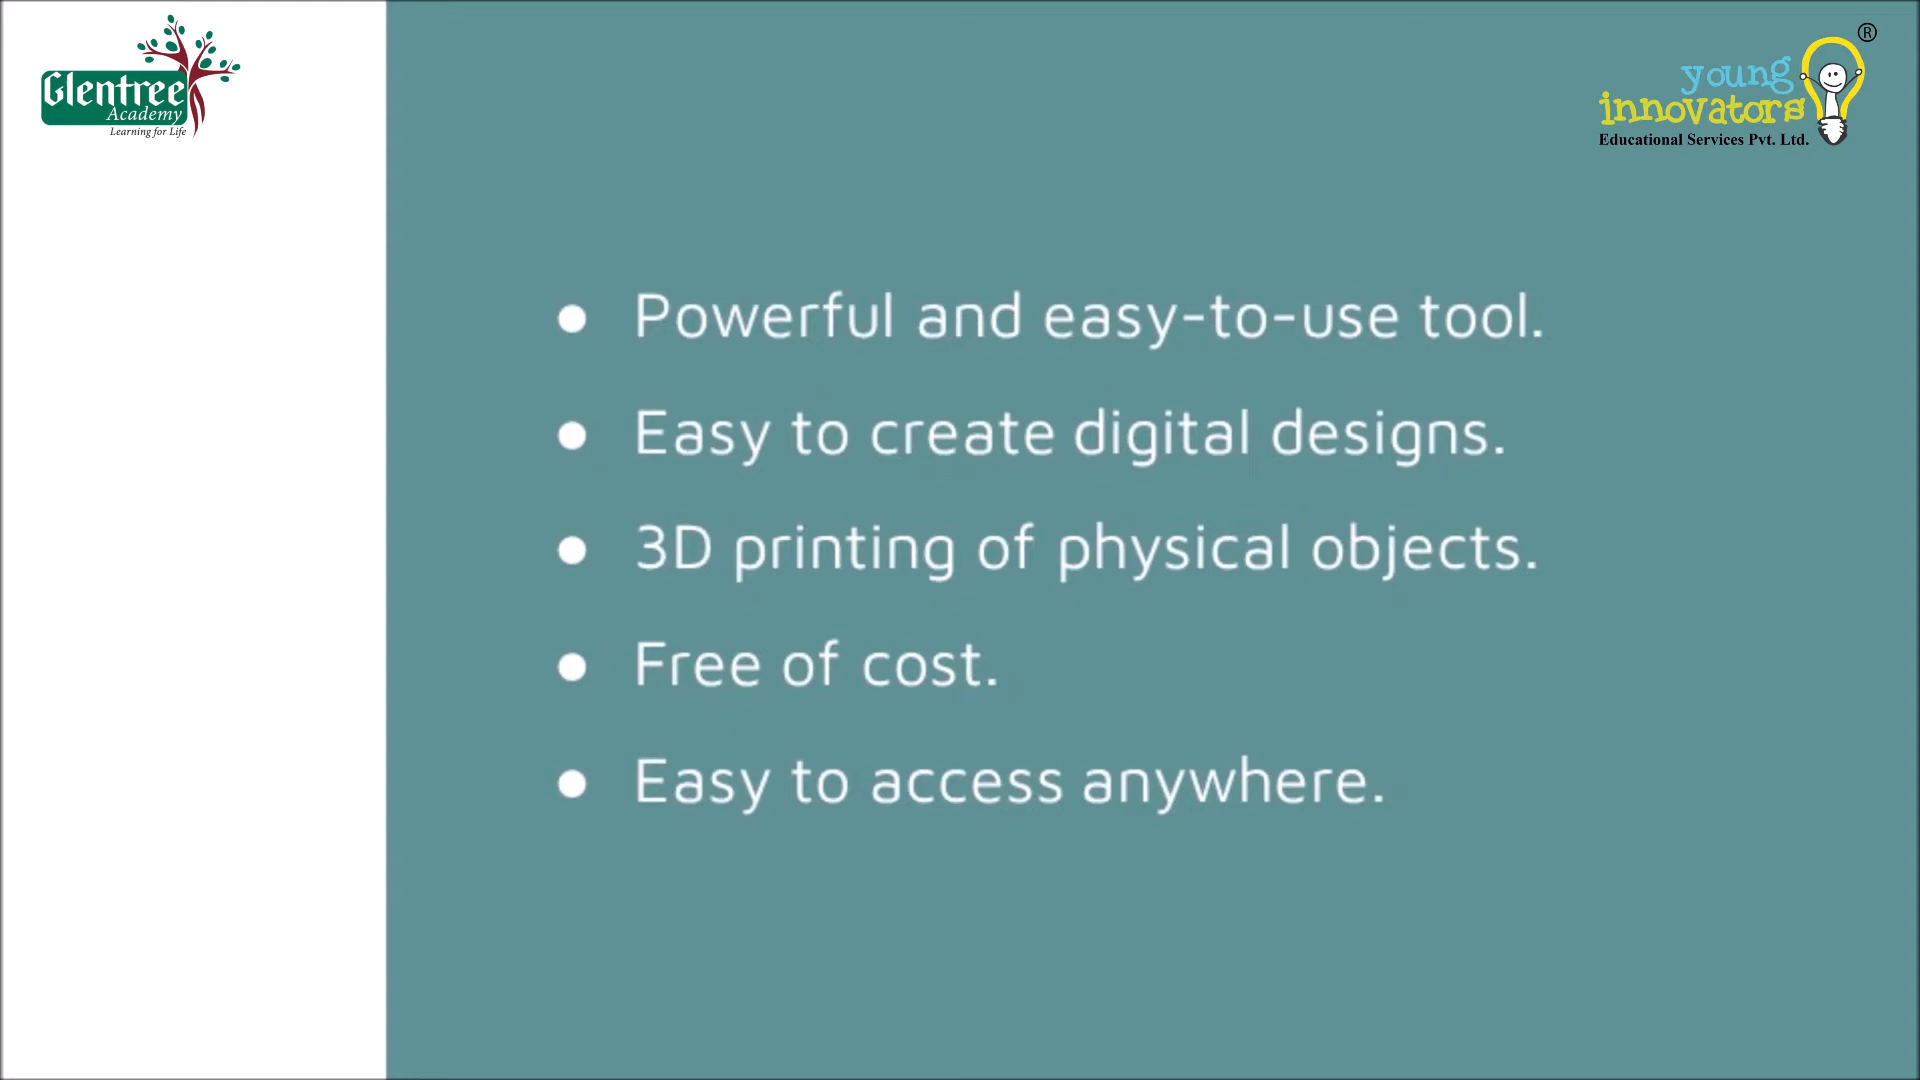 Glentree
Academy
Learning for Life
®
young
innovators
Educational Services Pvt. Ltd.
● Powerful and easy-to-use tool.
● Easy to create digital designs.
● 3D printing of physical objects.
● Free of cost.
● Easy to access anywhere.